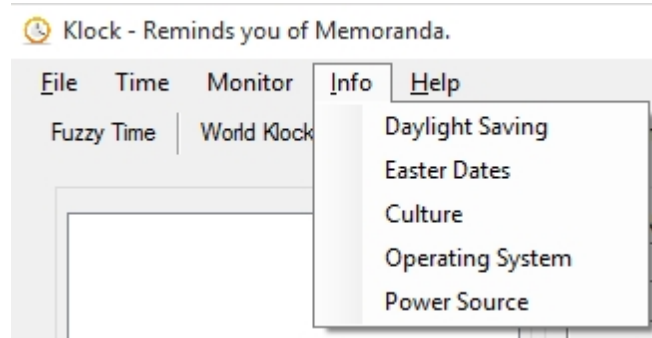 Klock - Reminds you of Memoranda.
File Time Monitor Info Help
Fuzzy Time World Klock
Daylight Saving
Easter Dates
Culture
Operating System
Power Source